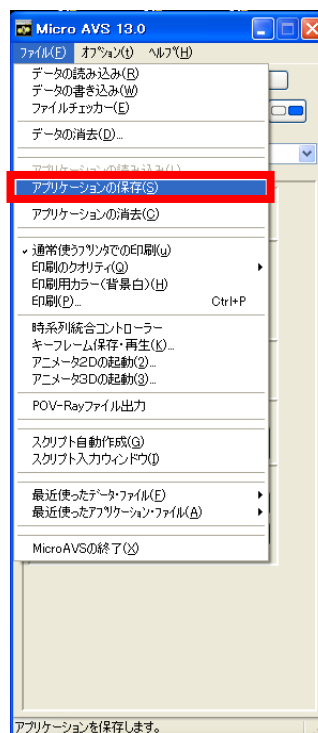 Micro AVS 13.0
ファイル(F) オプション(t) ヘルプ(H)
データの読み込み(R)
データの書き込み(W)
ファイルチェッカー(E)
データの消去(D)...
アプリケーションの読み込み(L)
アプリケーションの保存(S)
アプリケーションの消去(C)
通常使うプリンタでの印刷(u)
印刷のクオリティ(Q)
印刷用カラー(背景白)(H)
印刷(P)... Ctrl+P
時系列統合コントローラー
キーフレーム保存・再生(K)...
アニメータ2Dの起動(2)...
アニメータ3Dの起動(3)...
POV-Rayファイル出力
スクリプト自動作成(G)
スクリプト入力ウィンドウ(I)
最近使ったデータ・ファイル(F)
最近使ったアプリケーション・ファイル(A)
MicroAVSの終了(X)
アプリケーションを保存します。